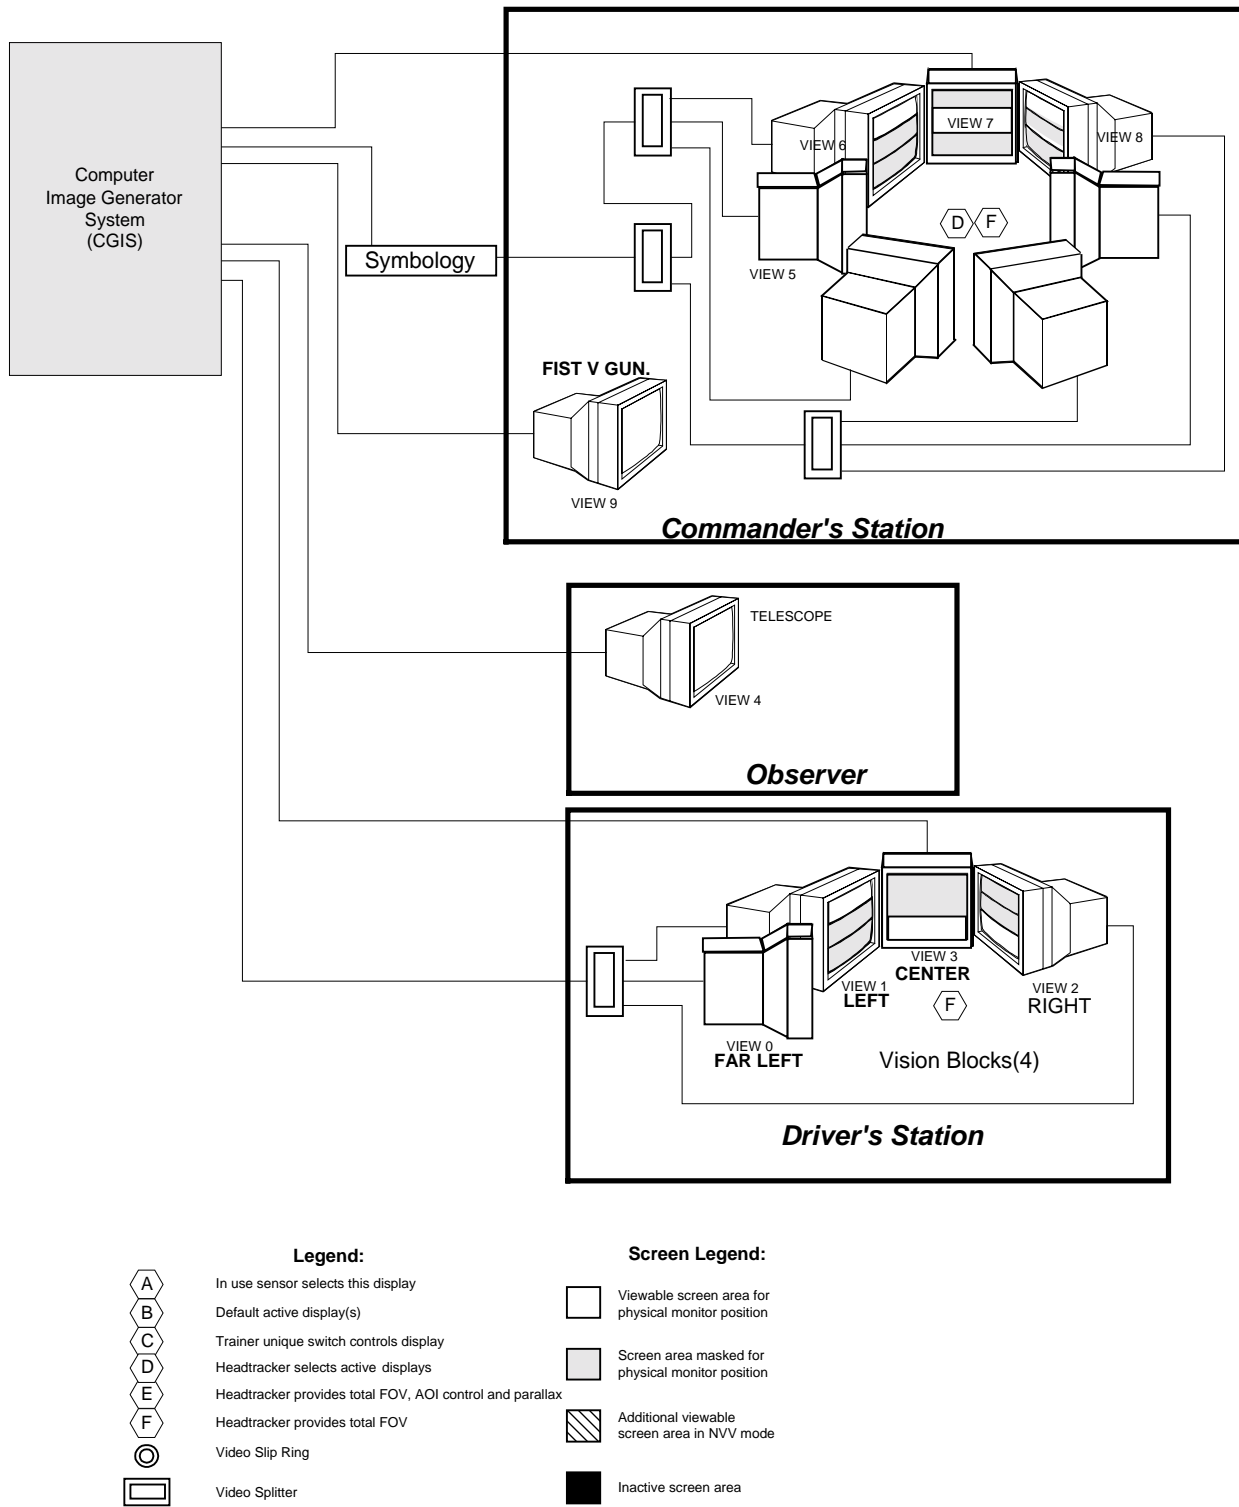 Computer
Image Generator
System
(CGIS)
Symbology
VIEW 6
VIEW 7
VIEW 8
D
F
VIEW 5
FIST V GUN.
VIEW 9
Commander's Station
TELESCOPE
VIEW 4
Observer
VIEW 3
CENTER
VIEW 1
LEFT
F
VIEW 2
RIGHT
VIEW 0
FAR LEFT
Vision Blocks(4)
Driver's Station
Legend:
A
In use sensor selects this display
B
Default active display(s)
C
Trainer unique switch controls display
D
Headtracker selects active displays
E
Headtracker provides total FOV, AOI control and parallax
F
Headtracker provides total FOV
Video Slip Ring
Video Splitter
Screen Legend:
Viewable screen area for
physical monitor position
Screen area masked for
physical monitor position
Additional viewable
screen area in NVV mode
Inactive screen area